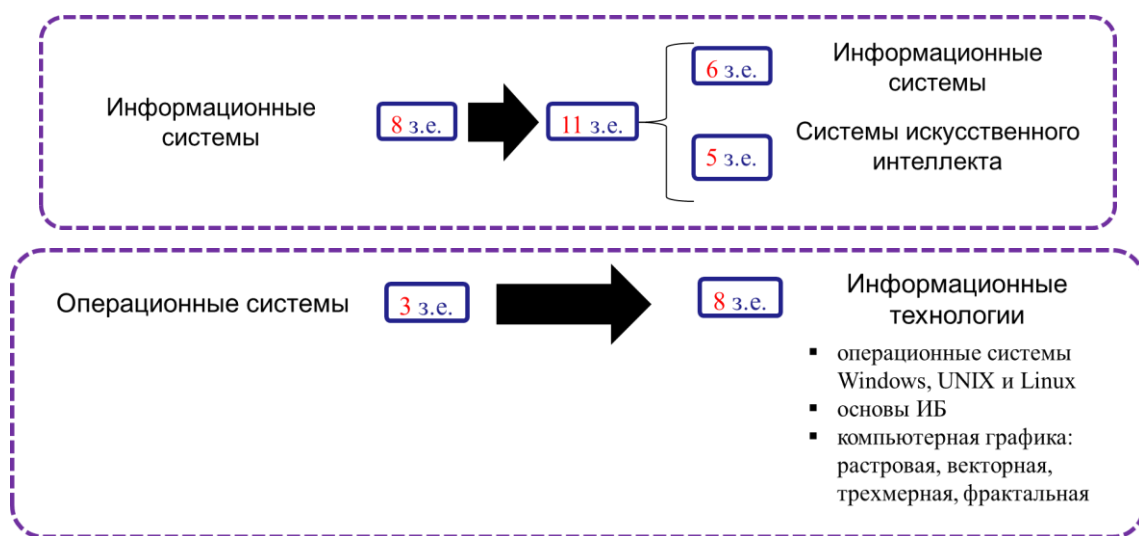 Информационные
системы
8 з.е.
11 з.е.
6 з.е.
Информационные
системы
5 з.е.
Системы искусственного
интеллекта
Операционные системы
3 з.е.
8 з.е.
Информационные
технологии
▪ операционные системы
Windows, UNIX и Linux
▪ основы ИБ
▪ компьютерная графика:
растровая, векторная,
трехмерная, фрактальная